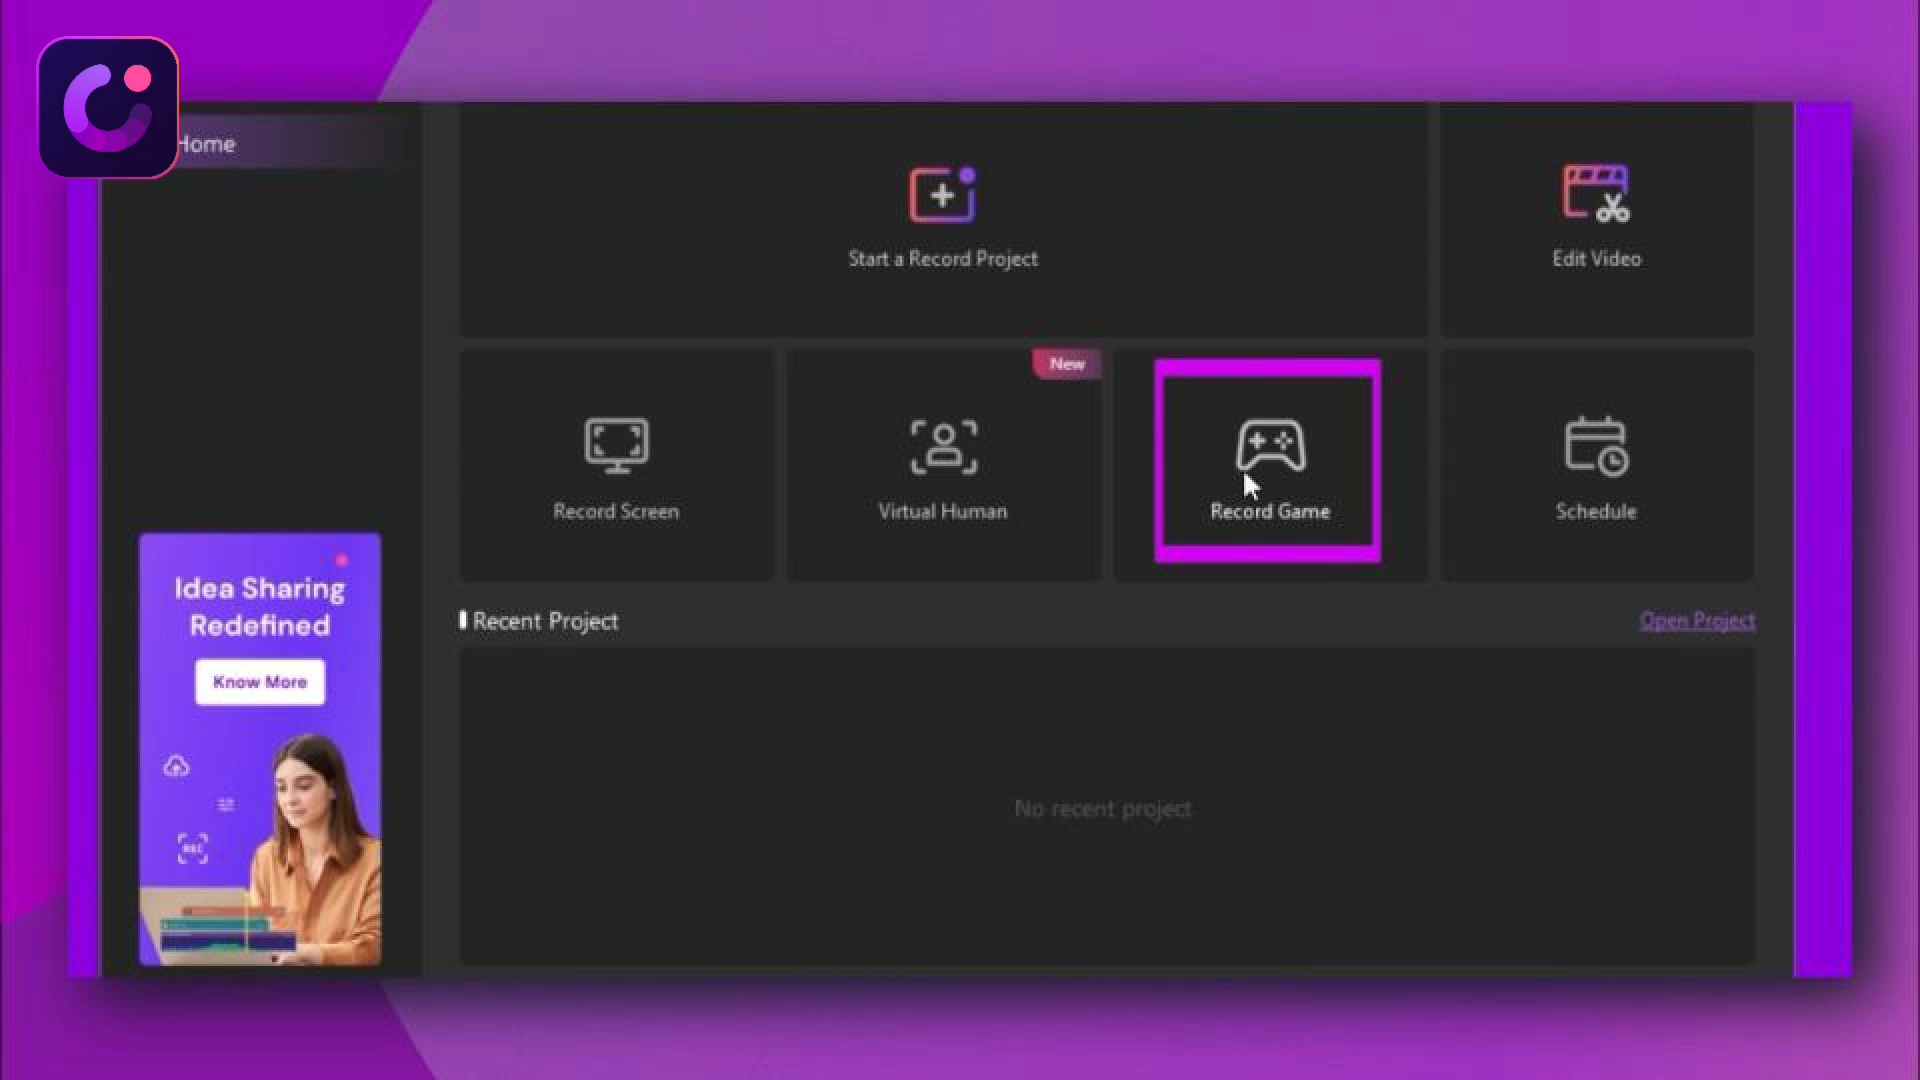 Home
Start a Record Project
Edit Video
New
Record Screen
Virtual Human
Record Game
Schedule
Recent Project
Open Project
No recent project
Idea Sharing
Redefined
Know More
REC